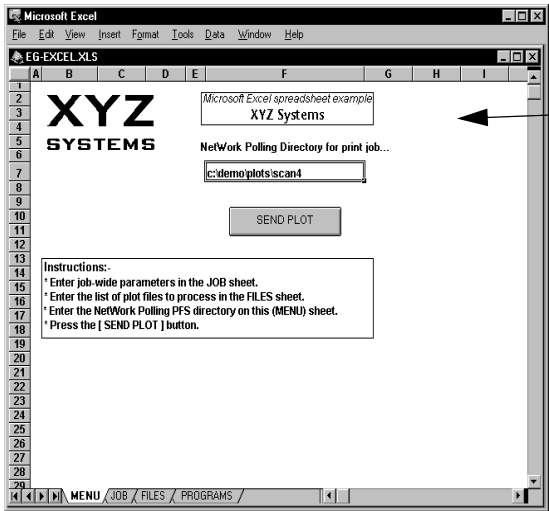 Microsoft Excel
File Edit View Insert Format Tools Data Window Help
EG-EXCEL.XLS
A B C D E F G H I
1
2
3
4
5
6
7
8
9
10
11
12
13
14
15
16
17
18
19
20
21
22
23
24
25
26
27
28
29
XYZ
SYSTEMS
Microsoft Excel spreadsheet example
XYZ Systems
NetWork Polling Directory for print job...
c:\demo\plots\scan4
SEND PLOT
Instructions:-
* Enter job-wide parameters in the JOB sheet.
* Enter the list of plot files to process in the FILES sheet.
* Enter the NetWork Polling PFS directory on this (MENU) sheet.
* Press the [ SEND PLOT ] button.
MENU JOB FILES PROGRAMS